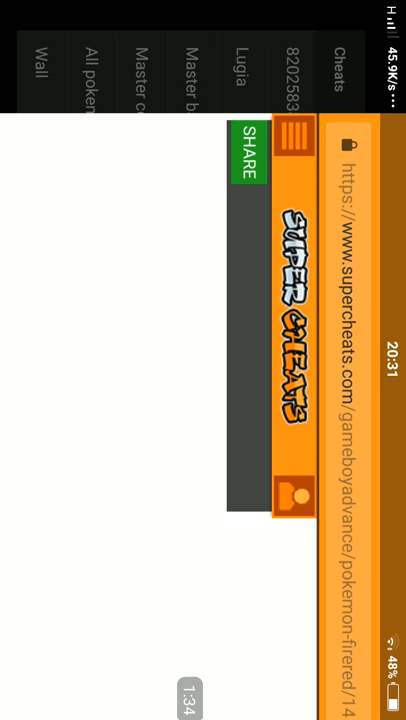 H 45.9K/s ...
20:31
48%
Cheats
8202583
Lugia
Master b
Master c
All poken
Wall
https://www.supercheats.com/gameboyadvance/pokemon-firered/14
SUPER CHEATS
SHARE
1:34